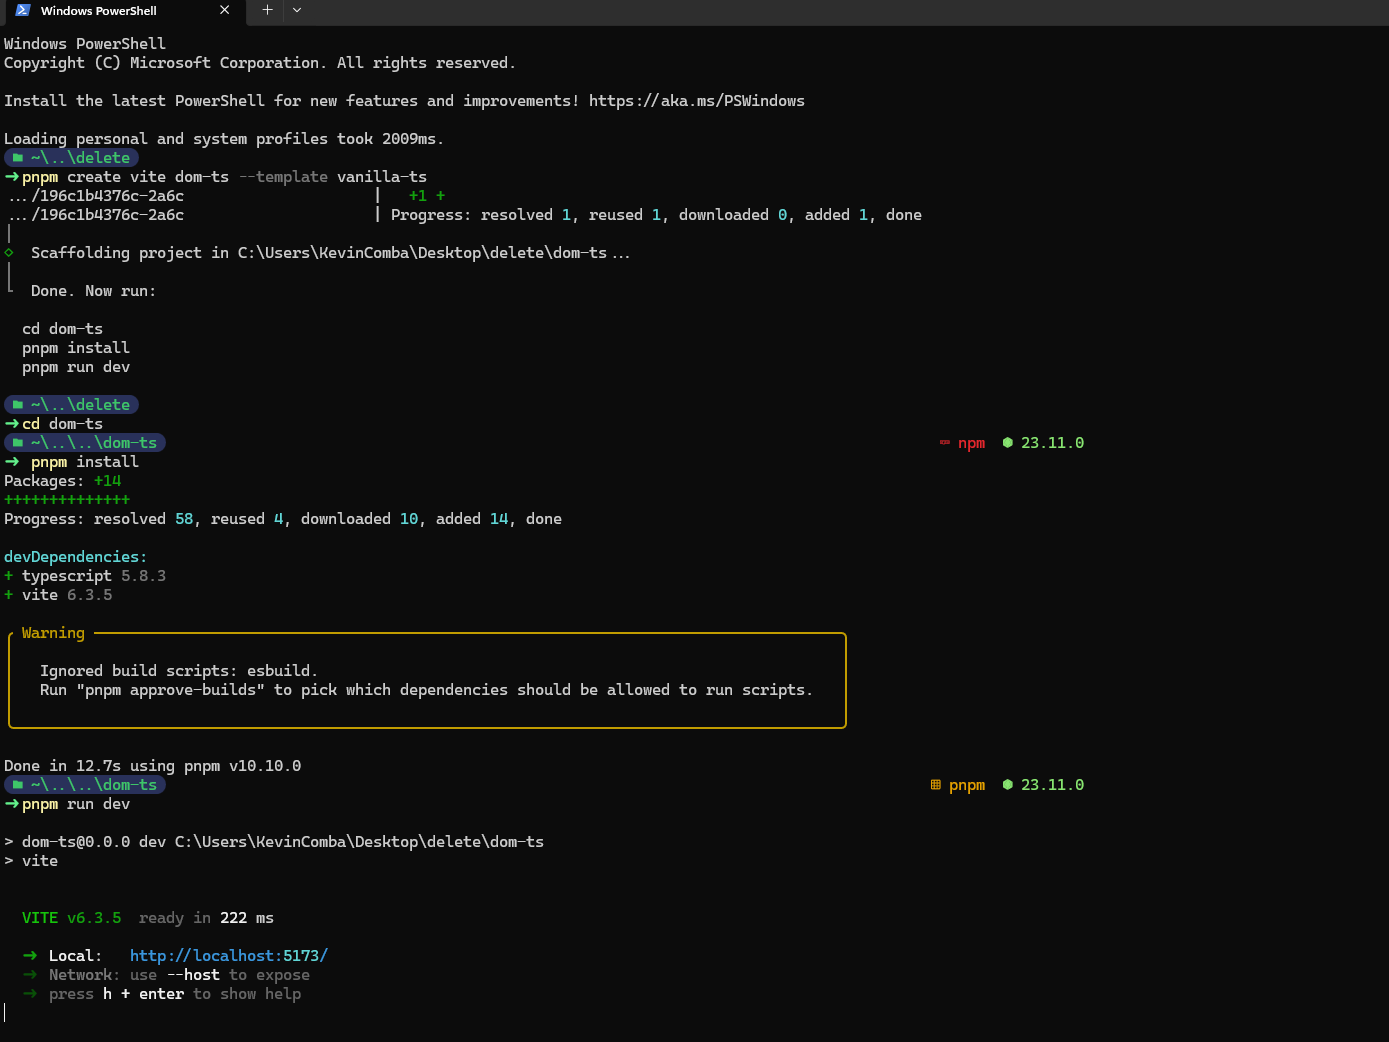 Windows PowerShell
Windows PowerShell
Copyright (C) Microsoft Corporation. All rights reserved.
Install the latest PowerShell for new features and improvements! https://aka.ms/PSWindows
Loading personal and system profiles took 2009ms.
~\..\delete
➜pnpm create vite dom-ts --template vanilla-ts
.../196c1b4376c-2a6c | +1 +
.../196c1b4376c-2a6c | Progress: resolved 1, reused 1, downloaded 0, added 1, done
│
◇ Scaffolding project in C:\Users\KevinComba\Desktop\delete\dom-ts...
│
└ Done. Now run:
cd dom-ts
pnpm install
pnpm run dev
~\..\delete
➜cd dom-ts
~\..\..\dom-ts npm 23.11.0
➜ pnpm install
Packages: +14
++++++++++++++
Progress: resolved 58, reused 4, downloaded 10, added 14, done
devDependencies:
+ typescript 5.8.3
+ vite 6.3.5
Warning
Ignored build scripts: esbuild.
Run "pnpm approve-builds" to pick which dependencies should be allowed to run scripts.
Done in 12.7s using pnpm v10.10.0
~\..\..\dom-ts pnpm 23.11.0
➜pnpm run dev
> dom-ts@0.0.0 dev C:\Users\KevinComba\Desktop\delete\dom-ts
> vite
VITE v6.3.5 ready in 222 ms
➜ Local: http://localhost:5173/
➜ Network: use --host to expose
➜ press h + enter to show help